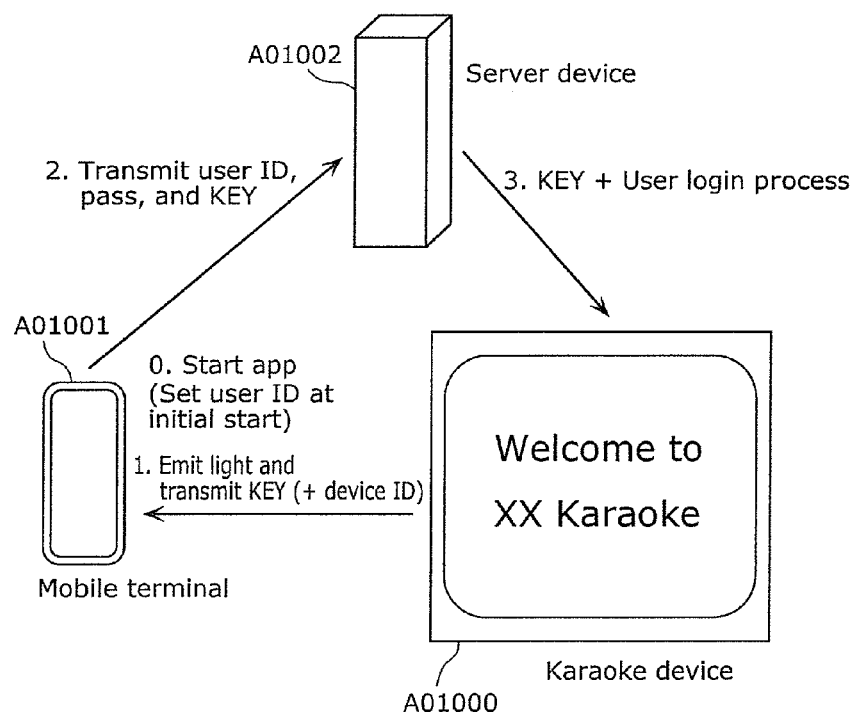 A01002
Server device
2. Transmit user ID,
pass, and KEY
3. KEY + User login process
A01001
0. Start app
(Set user ID at
initial start)
1. Emit light and
transmit KEY (+ device ID)
Mobile terminal
Welcome to
XX Karaoke
Karaoke device
A01000